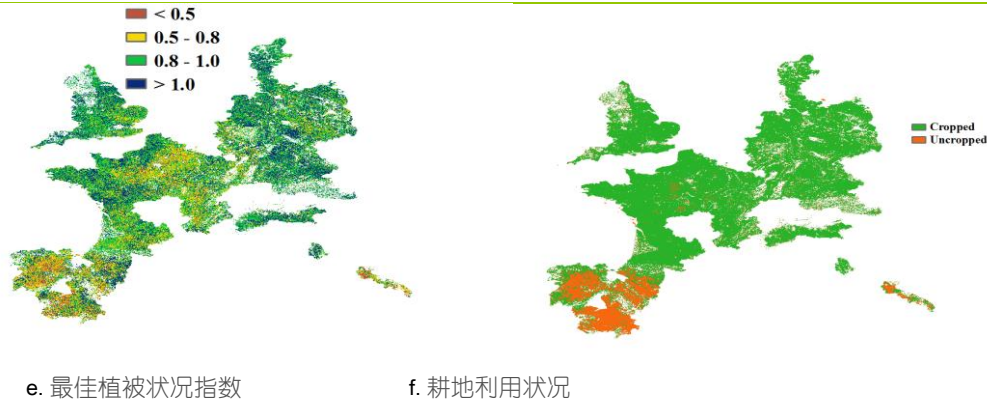 < 0.5
0.5 - 0.8
0.8 - 1.0
> 1.0
Cropped
Uncropped
e. 最佳植被状况指数
f. 耕地利用状况